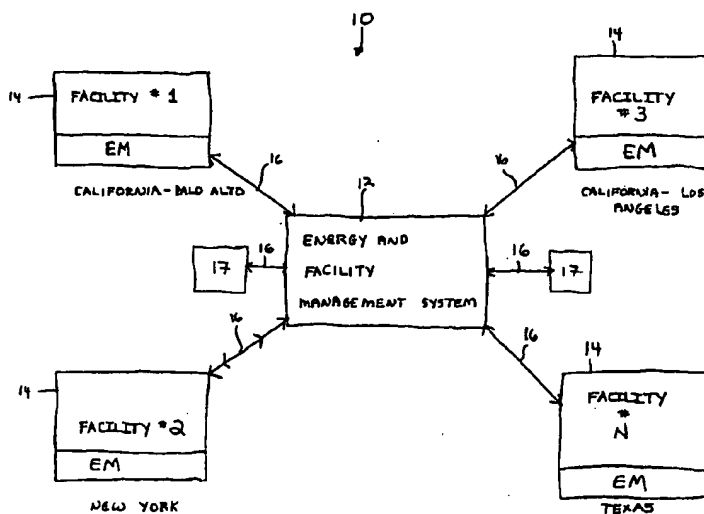 10
14
FACILITY #1
EM
CALIFORNIA-PALO ALTO
16
14
FACILITY
#3
EM
CALIFORNIA- LOS
ANGELES
16
12
ENERGY AND
FACILITY
MANAGEMENT SYSTEM
17
16
16
17
16
14
FACILITY #2
EM
NEW YORK
16
14
FACILITY
#
N
EM
TEXAS